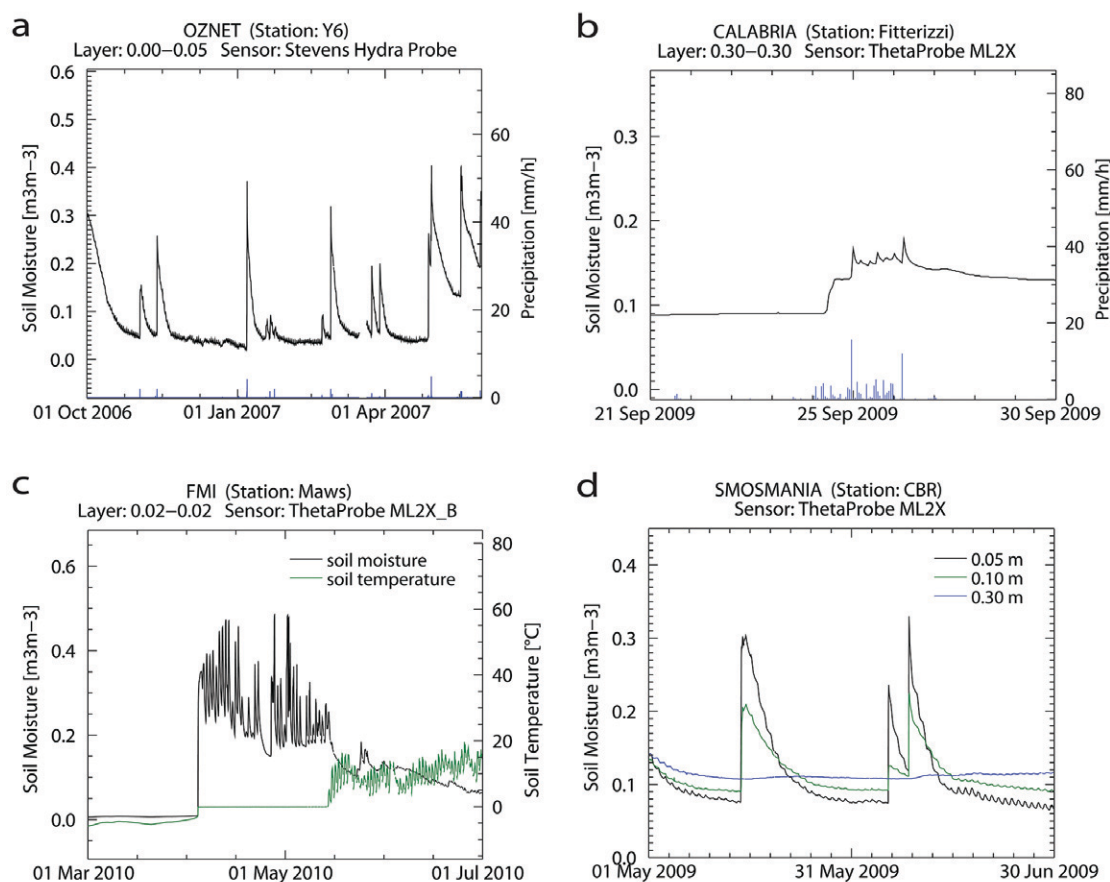 a
OZNET (Station: Y6)
Layer: 0.00−0.05 Sensor: Stevens Hydra Probe
Soil Moisture [m3m−3]
0.6
0.5
0.4
0.3
0.2
0.1
0.0
Precipitation [mm/h]
60
40
20
0
01 Oct 2006
01 Jan 2007
01 Apr 2007
b
CALABRIA (Station: Fitterizzi)
Layer: 0.30−0.30 Sensor: ThetaProbe ML2X
Soil Moisture [m3m−3]
0.3
0.2
0.1
0.0
Precipitation [mm/h]
80
60
40
20
0
21 Sep 2009
25 Sep 2009
30 Sep 2009
c
FMI (Station: Maws)
Layer: 0.02−0.02 Sensor: ThetaProbe ML2X_B
soil moisture
soil temperature
Soil Moisture [m3m−3]
0.6
0.4
0.2
0.0
Soil Temperature [°C]
80
60
40
20
0
01 Mar 2010
01 May 2010
01 Jul 2010
d
SMOSMANIA (Station: CBR)
Sensor: ThetaProbe ML2X
0.05 m
0.10 m
0.30 m
Soil Moisture [m3m−3]
0.4
0.3
0.2
0.1
0.0
01 May 2009
31 May 2009
30 Jun 2009